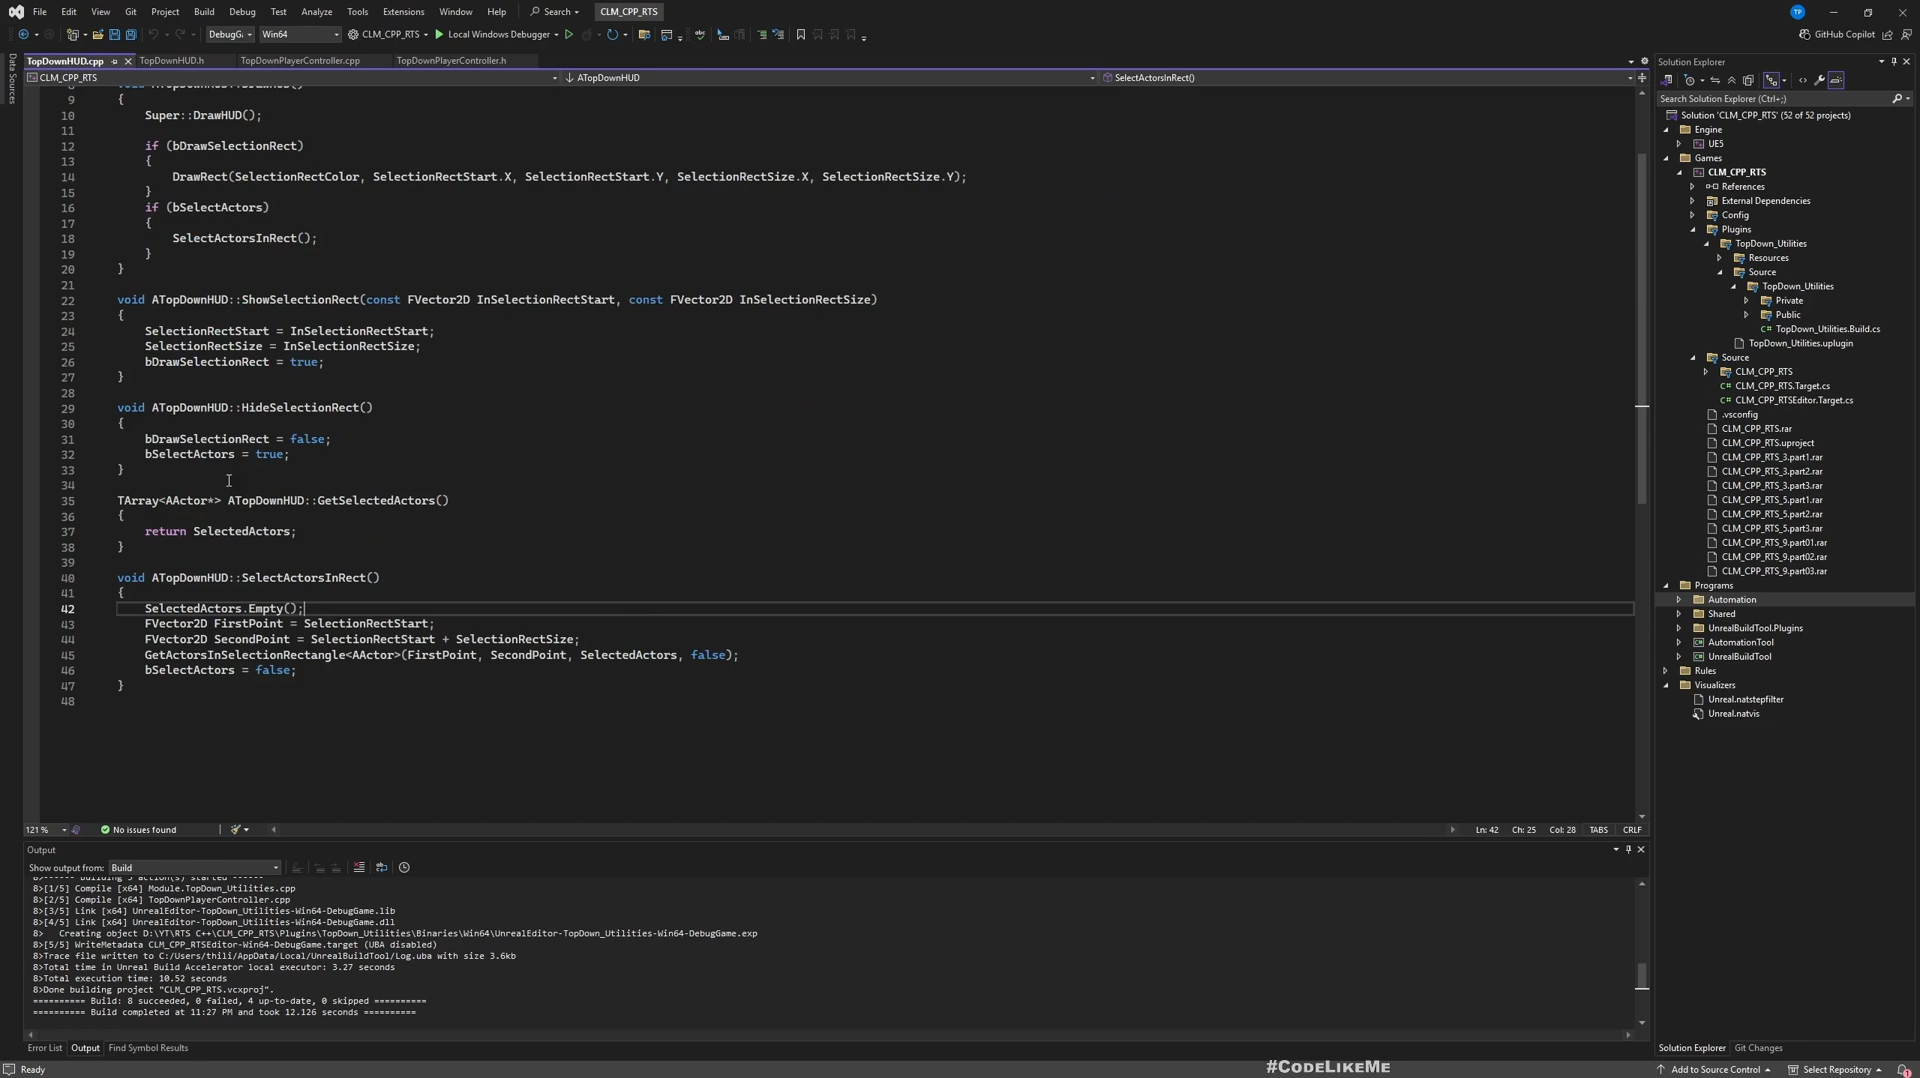 File Edit View Git Project Build Debug Test Analyze Tools Extensions Window Help Search CLM_CPP_RTS TP
DebugGa Win64 CLM_CPP_RTS Local Windows Debugger GitHub Copilot
TopDownHUD.cpp TopDownHUD.h TopDownPlayerController.cpp TopDownPlayerController.h
CLM_CPP_RTS ATopDownHUD SelectActorsInRect()
Data Sources
9 {
10 Super::DrawHUD();
11
12 if (bDrawSelectionRect)
13 {
14 DrawRect(SelectionRectColor, SelectionRectStart.X, SelectionRectStart.Y, SelectionRectSize.X, SelectionRectSize.Y);
15 }
16 if (bSelectActors)
17 {
18 SelectActorsInRect();
19 }
20 }
21
22 void ATopDownHUD::ShowSelectionRect(const FVector2D InSelectionRectStart, const FVector2D InSelectionRectSize)
23 {
24 SelectionRectStart = InSelectionRectStart;
25 SelectionRectSize = InSelectionRectSize;
26 bDrawSelectionRect = true;
27 }
28
29 void ATopDownHUD::HideSelectionRect()
30 {
31 bDrawSelectionRect = false;
32 bSelectActors = true;
33 }
34
35 TArray<AActor*> ATopDownHUD::GetSelectedActors()
36 {
37 return SelectedActors;
38 }
39
40 void ATopDownHUD::SelectActorsInRect()
41 {
42 SelectedActors.Empty();
43 FVector2D FirstPoint = SelectionRectStart;
44 FVector2D SecondPoint = SelectionRectStart + SelectionRectSize;
45 GetActorsInSelectionRectangle<AActor>(FirstPoint, SecondPoint, SelectedActors, false);
46 bSelectActors = false;
47 }
48
121 % No issues found Ln: 42 Ch: 25 Col: 28 TABS CRLF
Output
Show output from: Build
8>------ Building 5 action(s) started ------
8>[1/5] Compile [x64] Module.TopDown_Utilities.cpp
8>[2/5] Compile [x64] TopDownPlayerController.cpp
8>[3/5] Link [x64] UnrealEditor-TopDown_Utilities-Win64-DebugGame.lib
8>[4/5] Link [x64] UnrealEditor-TopDown_Utilities-Win64-DebugGame.dll
8> Creating object D:\YT\RTS C++\CLM_CPP_RTS\Plugins\TopDown_Utilities\Binaries\Win64\UnrealEditor-TopDown_Utilities-Win64-DebugGame.exp
8>[5/5] WriteMetadata CLM_CPP_RTSEditor-Win64-DebugGame.target (UBA disabled)
8>Trace file written to C:/Users/thili/AppData/Local/UnrealBuildTool/Log.uba with size 3.6kb
8>Total time in Unreal Build Accelerator local executor: 3.27 seconds
8>Total execution time: 10.52 seconds
8>Done building project "CLM_CPP_RTS.vcxproj".
========== Build: 8 succeeded, 0 failed, 4 up-to-date, 0 skipped ==========
========== Build completed at 11:27 PM and took 12.126 seconds ==========
Error List Output Find Symbol Results
Solution Explorer
Search Solution Explorer (Ctrl+;)
Solution 'CLM_CPP_RTS' (52 of 52 projects)
Engine
UE5
Games
CLM_CPP_RTS
References
External Dependencies
Config
Plugins
TopDown_Utilities
Resources
Source
TopDown_Utilities
Private
Public
TopDown_Utilities.Build.cs
TopDown_Utilities.uplugin
Source
CLM_CPP_RTS
CLM_CPP_RTS.Target.cs
CLM_CPP_RTSEditor.Target.cs
.vsconfig
CLM_CPP_RTS.rar
CLM_CPP_RTS.uproject
CLM_CPP_RTS_3.part1.rar
CLM_CPP_RTS_3.part2.rar
CLM_CPP_RTS_3.part3.rar
CLM_CPP_RTS_5.part1.rar
CLM_CPP_RTS_5.part2.rar
CLM_CPP_RTS_5.part3.rar
CLM_CPP_RTS_9.part01.rar
CLM_CPP_RTS_9.part02.rar
CLM_CPP_RTS_9.part03.rar
Programs
Automation
Shared
UnrealBuildTool.Plugins
AutomationTool
UnrealBuildTool
Rules
Visualizers
Unreal.natstepfilter
Unreal.natvis
Solution Explorer Git Changes
Ready #CodeLikeMe Add to Source Control Select Repository 1